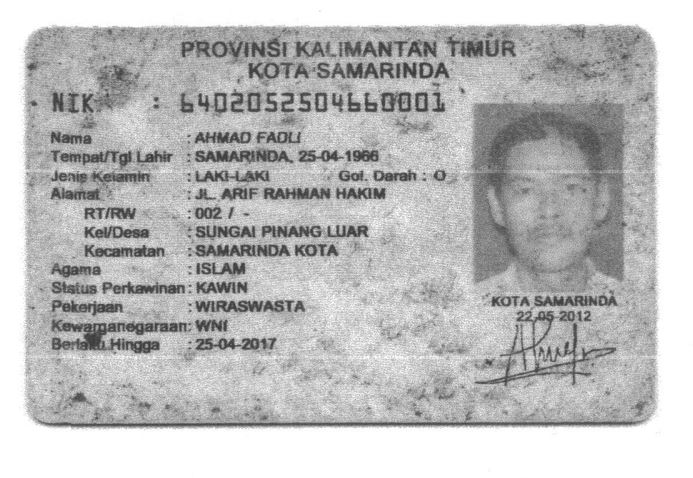 PROVINSI KALIMANTAN TIMUR
KOTA SAMARINDA
NIK : 6402052504660001
Nama : AHMAD FADLI
Tempat/Tgl Lahir : SAMARINDA, 25-04-1966
Jenis Kelamin : LAKI-LAKI Gol. Darah : O
Alamat : JL. ARIF RAHMAN HAKIM
RT/RW : 002 / -
Kel/Desa : SUNGAI PINANG LUAR
Kecamatan : SAMARINDA KOTA
Agama : ISLAM
Status Perkawinan : KAWIN
Pekerjaan : WIRASWASTA
Kewarganegaraan : WNI
Berlaku Hingga : 25-04-2017
KOTA SAMARINDA
22-05-2012